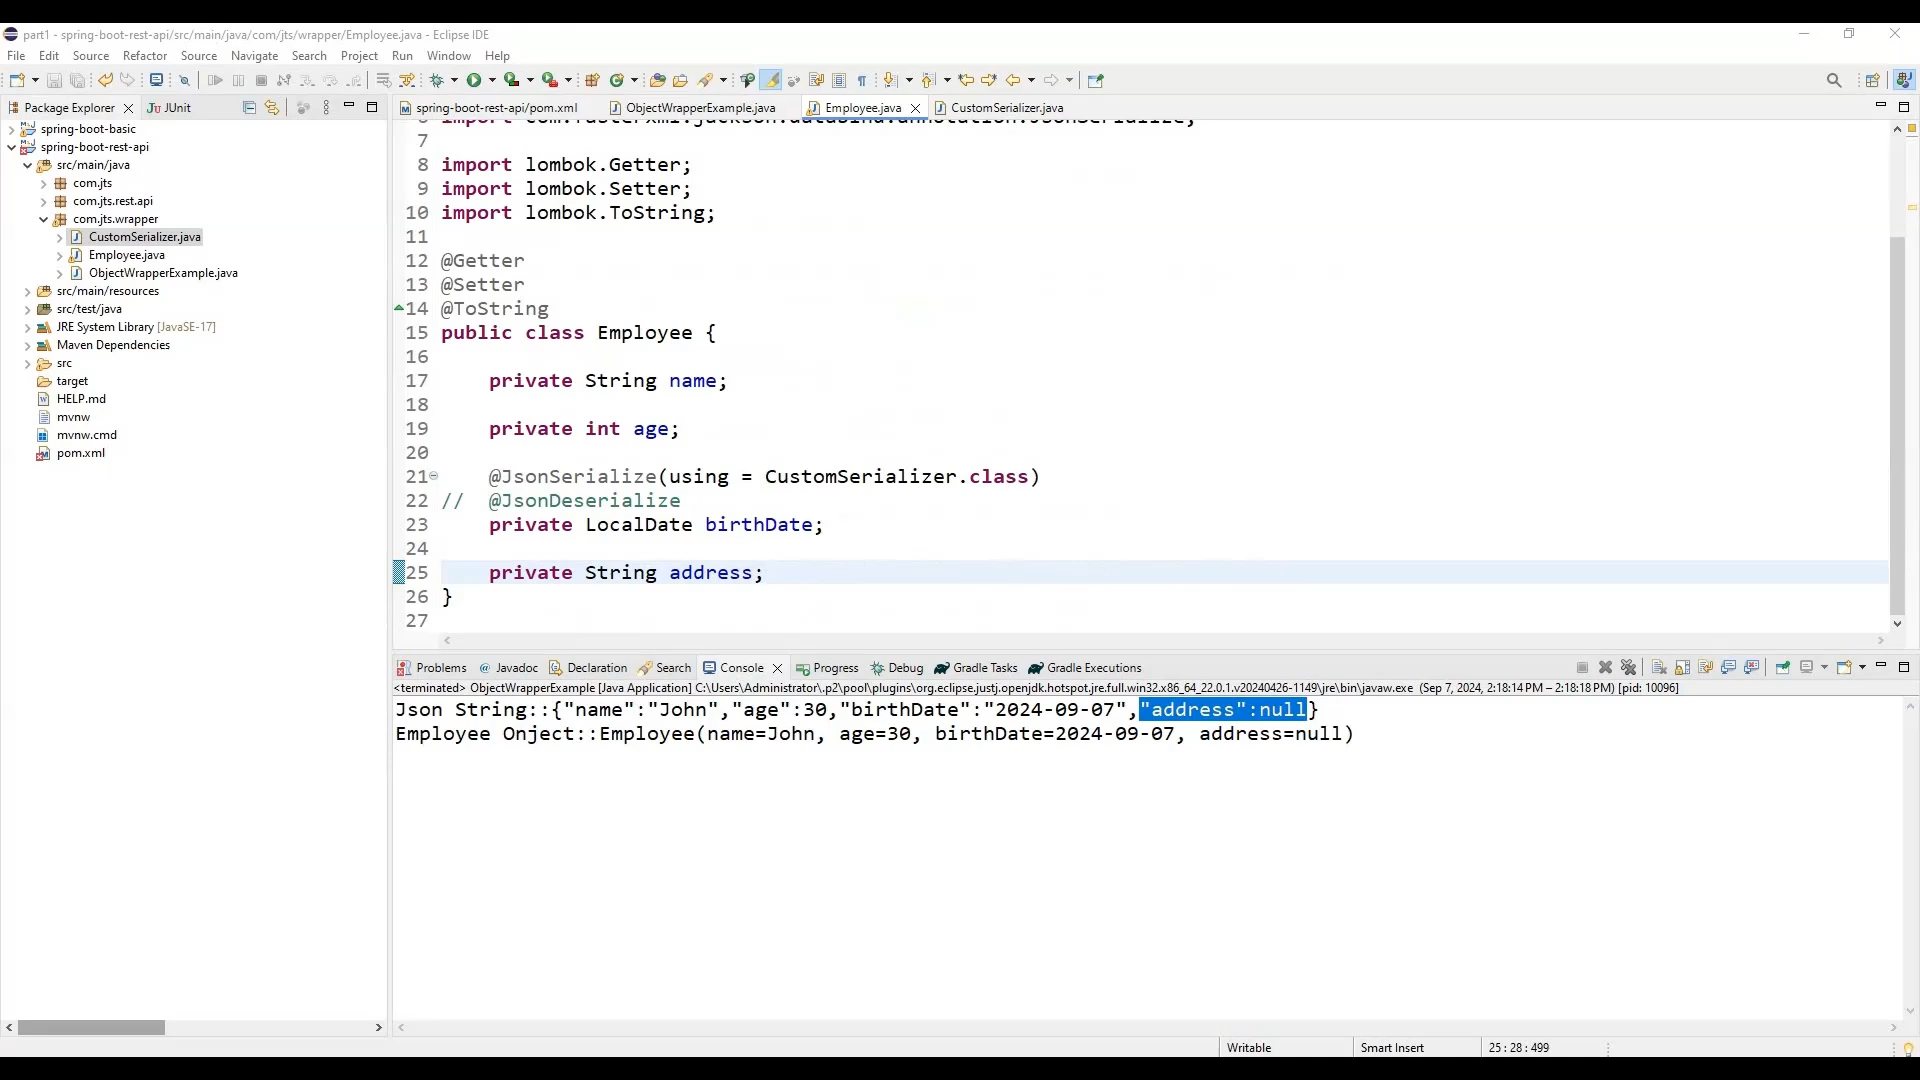 part1 - spring-boot-rest-api/src/main/java/com/jts/wrapper/Employee.java - Eclipse IDE
File Edit Source Refactor Source Navigate Search Project Run Window Help
Package Explorer JUnit
spring-boot-rest-api/pom.xml ObjectWrapperExample.java Employee.java CustomSerializer.java
spring-boot-basic
spring-boot-rest-api
src/main/java
com.jts
com.jts.rest.api
com.jts.wrapper
CustomSerializer.java
Employee.java
ObjectWrapperExample.java
src/main/resources
src/test/java
JRE System Library [JavaSE-17]
Maven Dependencies
src
target
HELP.md
mvnw
mvnw.cmd
pom.xml
7
8 import lombok.Getter;
9 import lombok.Setter;
10 import lombok.ToString;
11
12 @Getter
13 @Setter
14 @ToString
15 public class Employee {
16
17 private String name;
18
19 private int age;
20
21 @JsonSerialize(using = CustomSerializer.class)
22 // @JsonDeserialize
23 private LocalDate birthDate;
24
25 private String address;
26 }
27
Problems Javadoc Declaration Search Console Progress Debug Gradle Tasks Gradle Executions
<terminated> ObjectWrapperExample [Java Application] C:\Users\Administrator\.p2\pool\plugins\org.eclipse.justj.openjdk.hotspot.jre.full.win32.x86_64_22.0.1.v20240426-1149\jre\bin\javaw.exe (Sep 7, 2024, 2:18:14 PM – 2:18:18 PM) [pid: 10096]
Json String::{"name":"John","age":30,"birthDate":"2024-09-07","address":null}
Employee Onject::Employee(name=John, age=30, birthDate=2024-09-07, address=null)
Writable Smart Insert 25 : 28 : 499